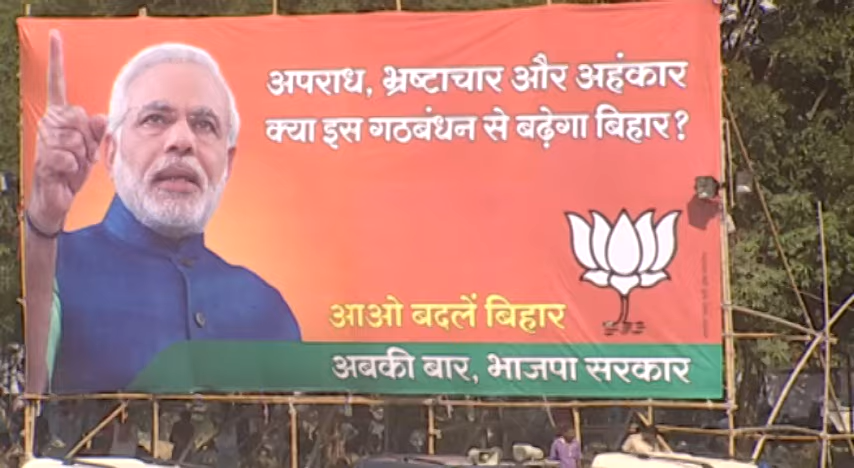 अपराध, भ्रष्टाचार और अहंकार
क्या इस गठबंधन से बढ़ेगा बिहार?
आओ बदलें बिहार
अबकी बार, भाजपा सरकार